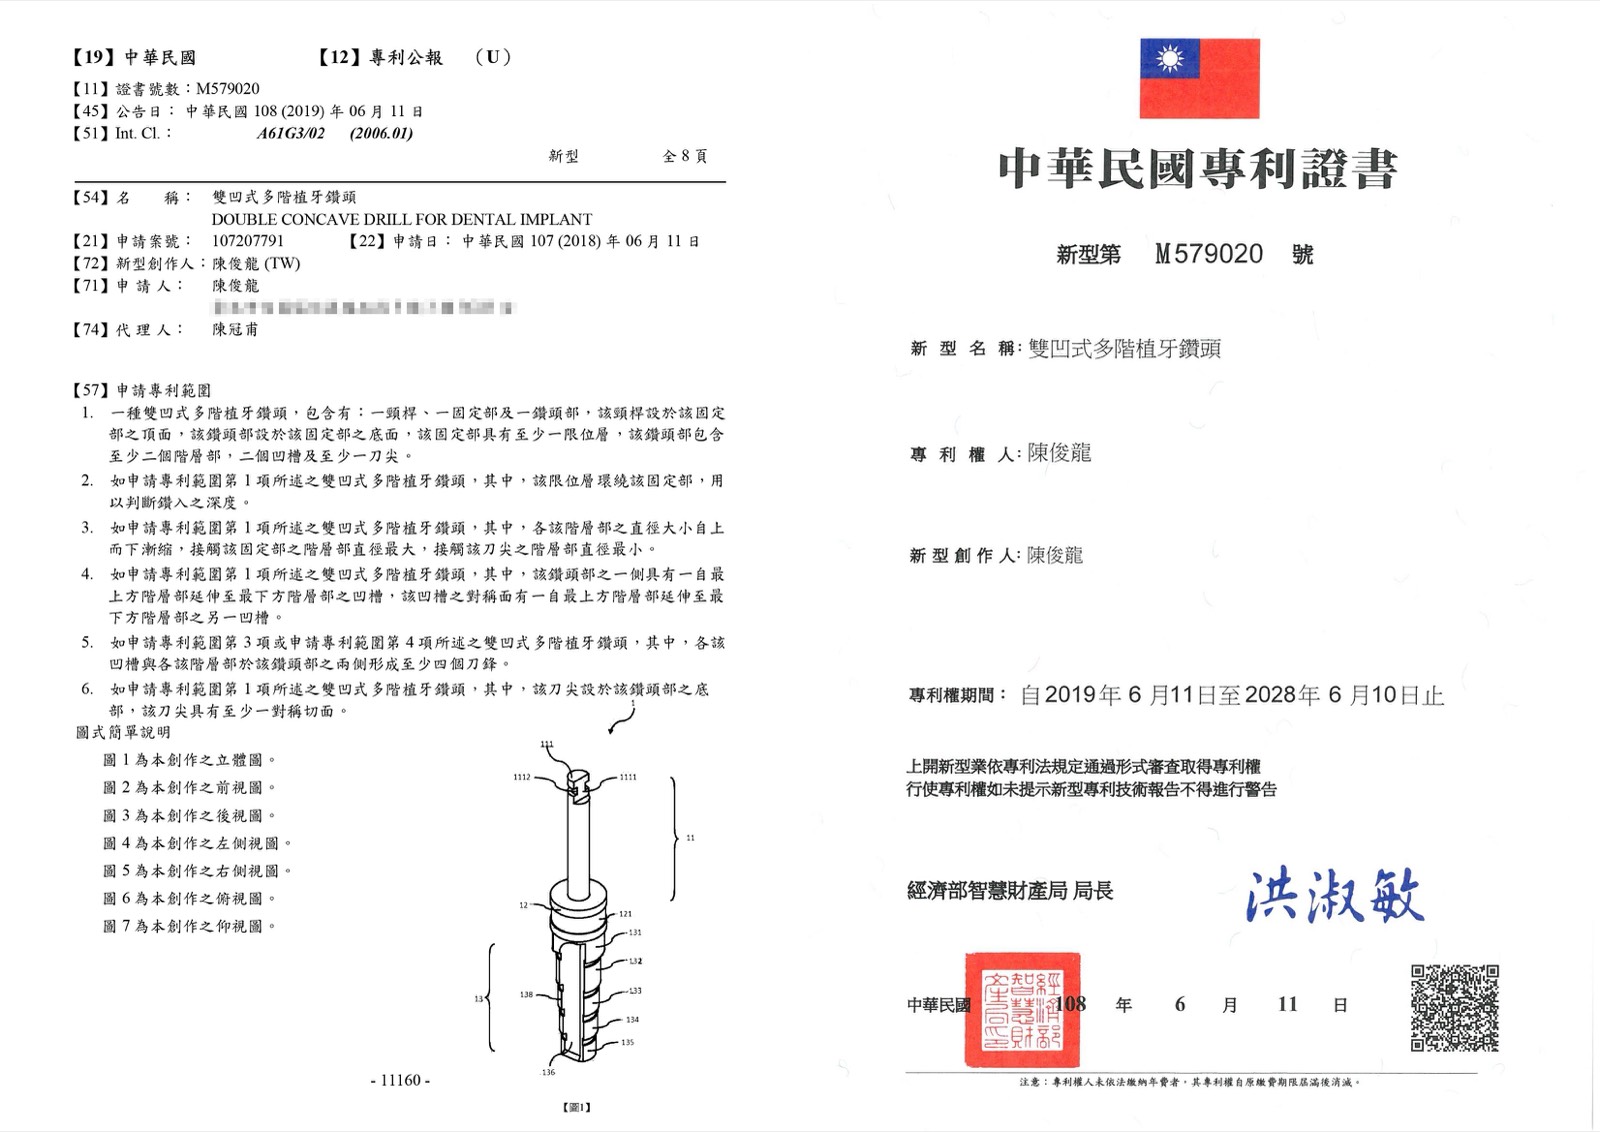 【19】中華民國 【12】專利公報 （U）
【11】證書號數：M579020
【45】公告日： 中華民國 108 (2019) 年 06 月 11 日
【51】Int. Cl.： A61G3/02 (2006.01)
新型 全 8 頁
【54】名 稱： 雙凹式多階植牙鑽頭
DOUBLE CONCAVE DRILL FOR DENTAL IMPLANT
【21】申請案號： 107207791 【22】申請日： 中華民國 107 (2018) 年 06 月 11 日
【72】新型創作人：陳俊龍 (TW)
【71】申 請 人： 陳俊龍
【74】代 理 人： 陳冠甫
【57】申請專利範圍
1. 一種雙凹式多階植牙鑽頭，包含有：一頸桿、一固定部及一鑽頭部，該頸桿設於該固定
部之頂面，該鑽頭部設於該固定部之底面，該固定部具有至少一限位層，該鑽頭部包含
至少二個階層部，二個凹槽及至少一刀尖。
2. 如申請專利範圍第 1 項所述之雙凹式多階植牙鑽頭，其中，該限位層環繞該固定部，用
以判斷鑽入之深度。
3. 如申請專利範圍第 1 項所述之雙凹式多階植牙鑽頭，其中，各該階層部之直徑大小自上
而下漸縮，接觸該固定部之階層部直徑最大，接觸該刀尖之階層部直徑最小。
4. 如申請專利範圍第 1 項所述之雙凹式多階植牙鑽頭，其中，該鑽頭部之一側具有一自最
上方階層部延伸至最下方階層部之凹槽，該凹槽之對稱面有一自最上方階層部延伸至最
下方階層部之另一凹槽。
5. 如申請專利範圍第 3 項或申請專利範圍第 4 項所述之雙凹式多階植牙鑽頭，其中，各該
凹槽與各該階層部於該鑽頭部之兩側形成至少四個刀鋒。
6. 如申請專利範圍第 1 項所述之雙凹式多階植牙鑽頭，其中，該刀尖設於該鑽頭部之底
部，該刀尖具有至少一對稱切面。
圖式簡單說明
圖 1 為本創作之立體圖。
圖 2 為本創作之前視圖。
圖 3 為本創作之後視圖。
圖 4 為本創作之左側視圖。
圖 5 為本創作之右側視圖。
圖 6 為本創作之俯視圖。
圖 7 為本創作之仰視圖。
1
111
1112
1111
11
12
121
131
132
13
138
133
134
135
136
- 11160 -
【圖1】
中華民國專利證書
新型第 M579020 號
新 型 名 稱：雙凹式多階植牙鑽頭
專 利 權 人：陳俊龍
新 型 創 作 人：陳俊龍
專利權期間： 自 2019 年 6 月 11 日至 2028 年 6 月 10 日止
上開新型業依專利法規定通過形式審查取得專利權
行使專利權如未提示新型專利技術報告不得進行警告
經濟部智慧財產局 局長 洪淑敏
經濟部智慧財產局印
中華民國 108 年 6 月 11 日
注意：專利權人未依法繳納年費者，其專利權自原繳費期限屆滿後消滅。